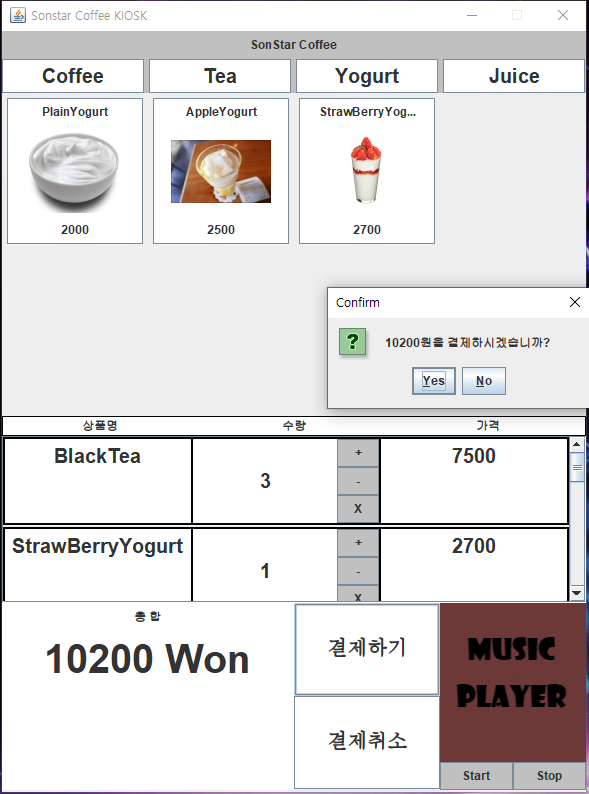 Sonstar Coffee KIOSK
SonStar Coffee
Coffee Tea Yogurt Juice
PlainYogurt AppleYogurt StrawBerryYog...
2000 2500 2700
Confirm
10200원을 결제하시겠습니까?
Yes No
상품명 수량 가격
BlackTea 3 + - X 7500
StrawBerryYogurt 1 + - X 2700
총 합
10200 Won
결제하기
결제취소
MUSIC
PLAYER
Start Stop